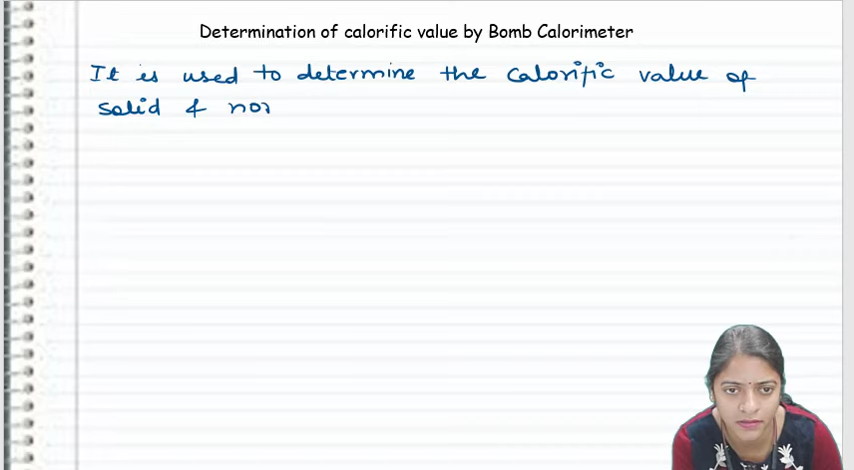 Determination of calorific value by Bomb Calorimeter
It is used to determine the calorific value of
solid & non